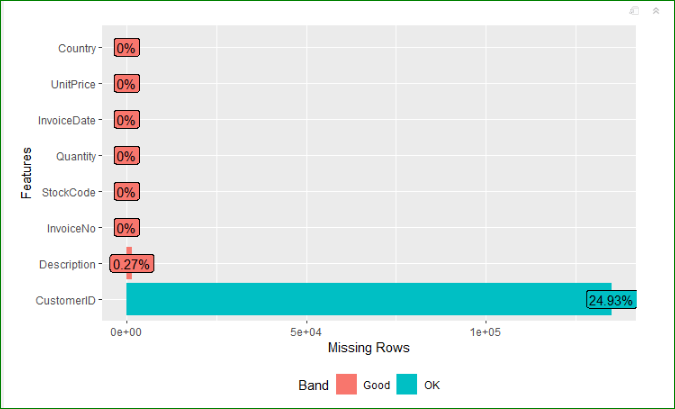 Country 0%
UnitPrice 0%
InvoiceDate 0%
Quantity 0%
StockCode 0%
InvoiceNo 0%
Description 0.27%
CustomerID 24.93%
Features
0e+00 5e+04 1e+05
Missing Rows
Band Good OK